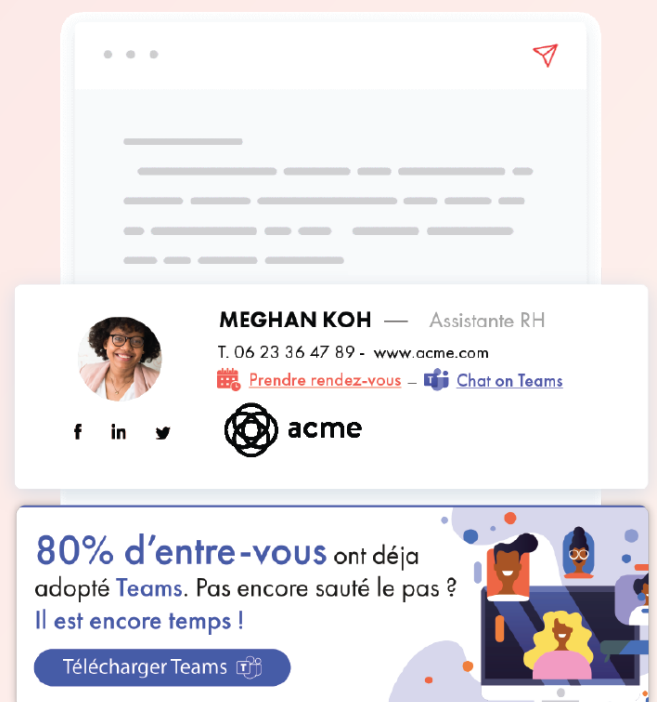 MEGHAN KOH — Assistante RH
T. 06 23 36 47 89 - www.acme.com
Prendre rendez-vous – Chat on Teams
f in
acme
80% d'entre-vous ont déja
adopté Teams. Pas encore sauté le pas ?
Il est encore temps !
Télécharger Teams